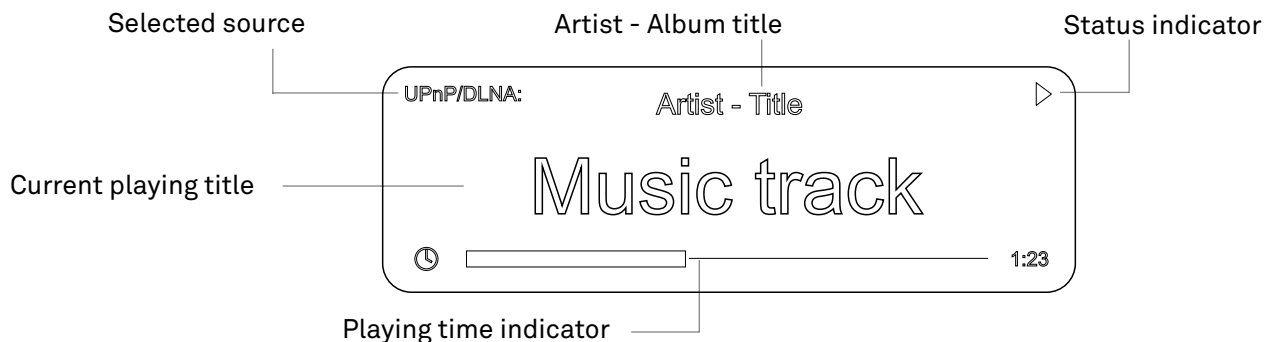 Selected source
Artist - Album title
Status indicator
UPnP/DLNA:
Artist - Title
Current playing title
Music track
1:23
Playing time indicator